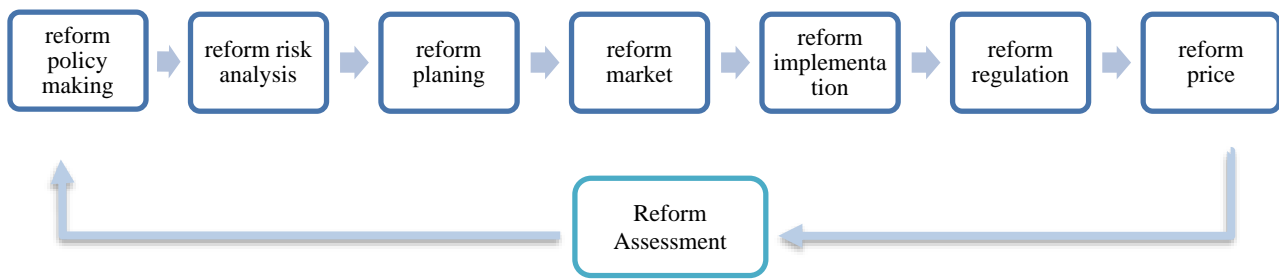 reform
policy
making
reform risk
analysis
reform
planing
reform
market
reform
implementa
tion
reform
regulation
reform
price
Reform
Assessment